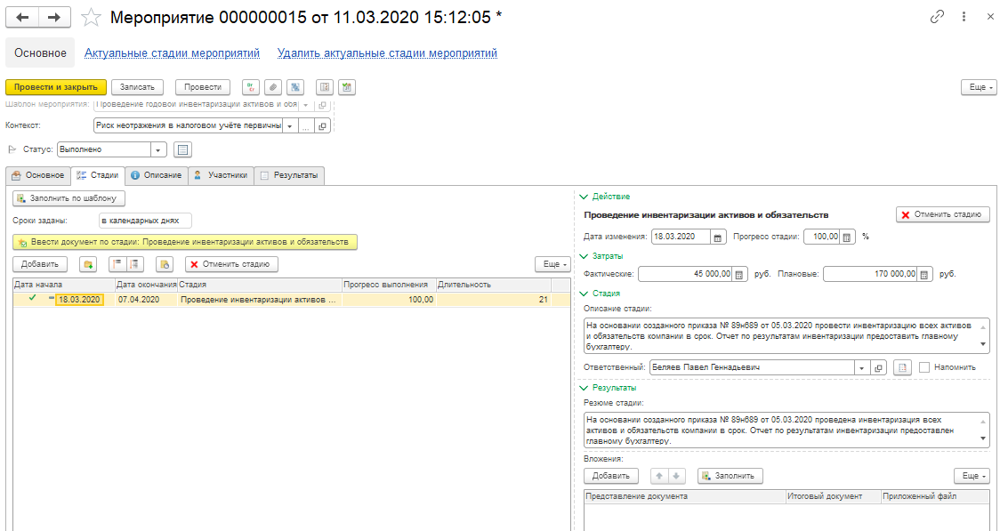 Мероприятие 000000015 от 11.03.2020 15:12:05 *
Основное Актуальные стадии мероприятий Удалить актуальные стадии мероприятий
Провести и закрыть Записать Провести Еще
Шаблон мероприятия: Проведение годовой инвентаризации активов и обя
Контекст: Риск неотражения в налоговом учёте первичны ...
Статус: Выполнено
Основное Стадии Описание Участники Результаты
Заполнить по шаблону
Сроки заданы: в календарных днях
Ввести документ по стадии: Проведение инвентаризации активов и обязательств
Добавить Отменить стадию Еще
Дата начала Дата окончания Стадия Прогресс выполнения Длительность
18.03.2020 07.04.2020 Проведение инвентаризации активов ... 100,00 21
Действие
Проведение инвентаризации активов и обязательств Отменить стадию
Дата изменения: 18.03.2020 Прогресс стадии: 100,00 %
Затраты
Фактические: 45 000,00 руб. Плановые: 170 000,00 руб.
Стадия
Описание стадии:
На основании созданного приказа № 89н689 от 05.03.2020 провести инвентаризацию всех активов
и обязательств компании в срок. Отчет по результатам инвентаризации предоставить главному
бухгалтеру.
Ответственный: Беляев Павел Геннадьевич Напомнить
Результаты
Резюме стадии:
На основании созданного приказа № 89н689 от 05.03.2020 проведена инвентаризация всех
активов и обязательств компании в срок. Отчет по результатам инвентаризации предоставлен
главному бухгалтеру.
Вложения:
Добавить Заполнить Еще
Представление документа Итоговый документ Приложенный файл